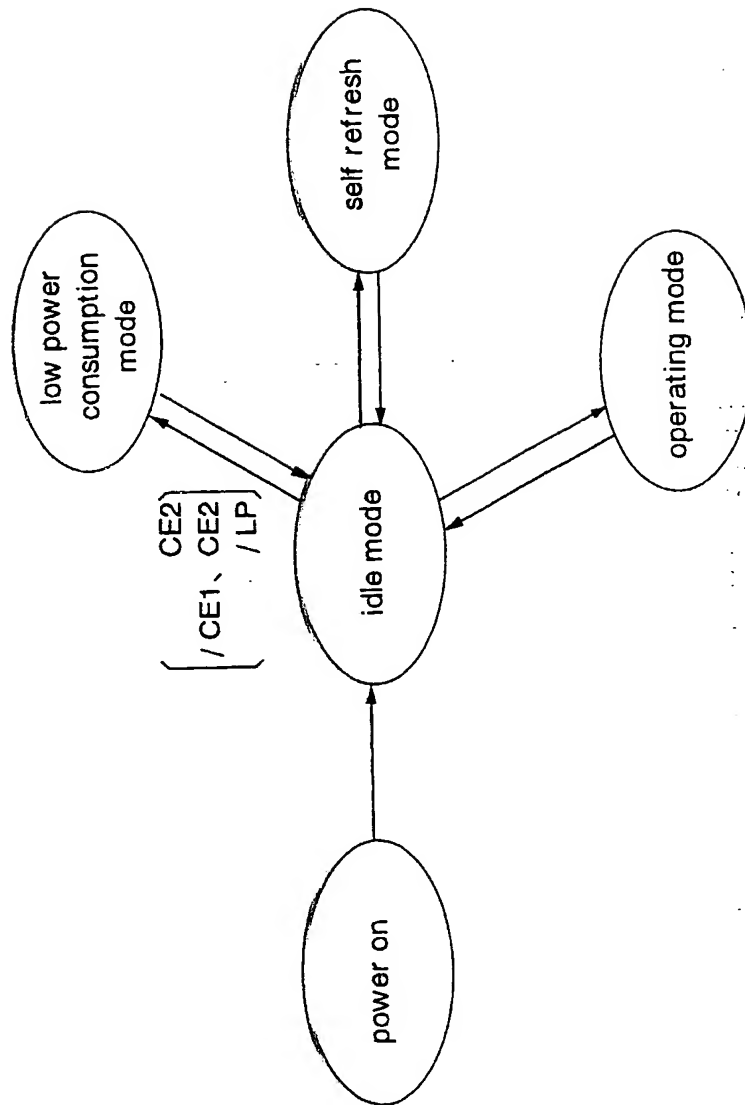 low power
consumption
mode
CE2
/ CE1、CE2
/ LP
power on
idle mode
self refresh
mode
operating mode